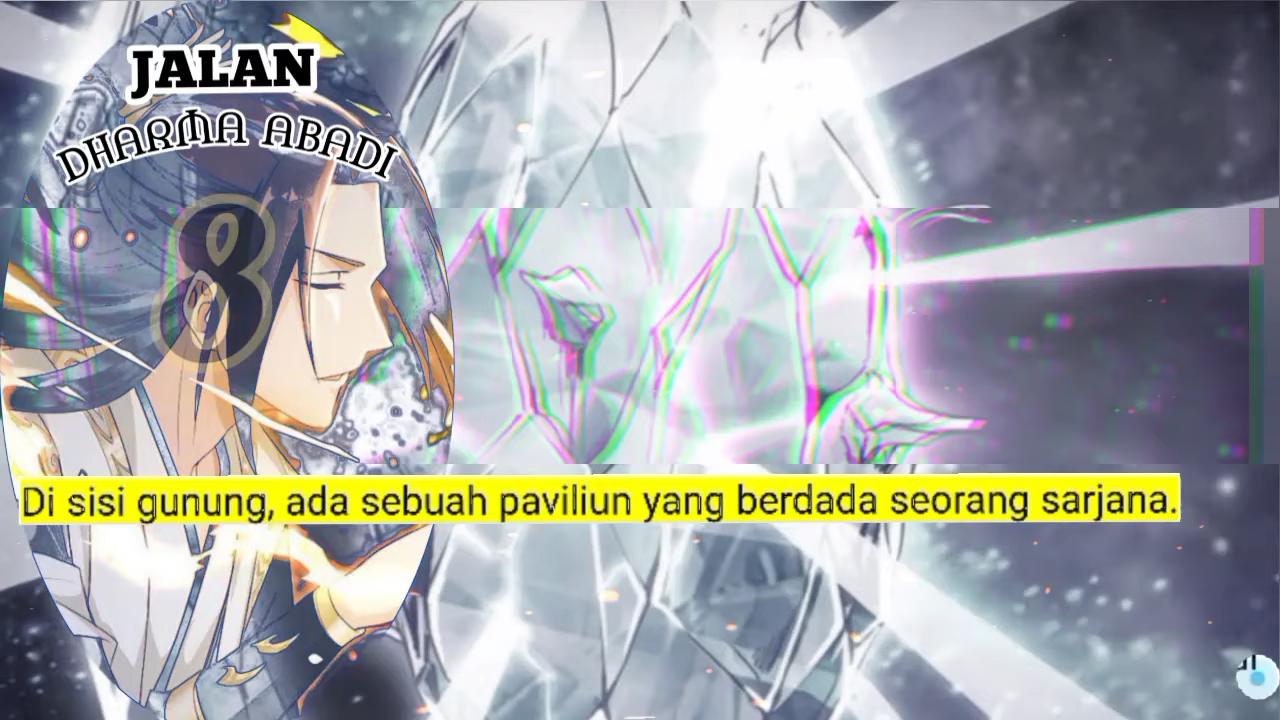 JALAN
DHARMA ABADI
8
Di sisi gunung, ada sebuah paviliun yang berdada seorang sarjana.